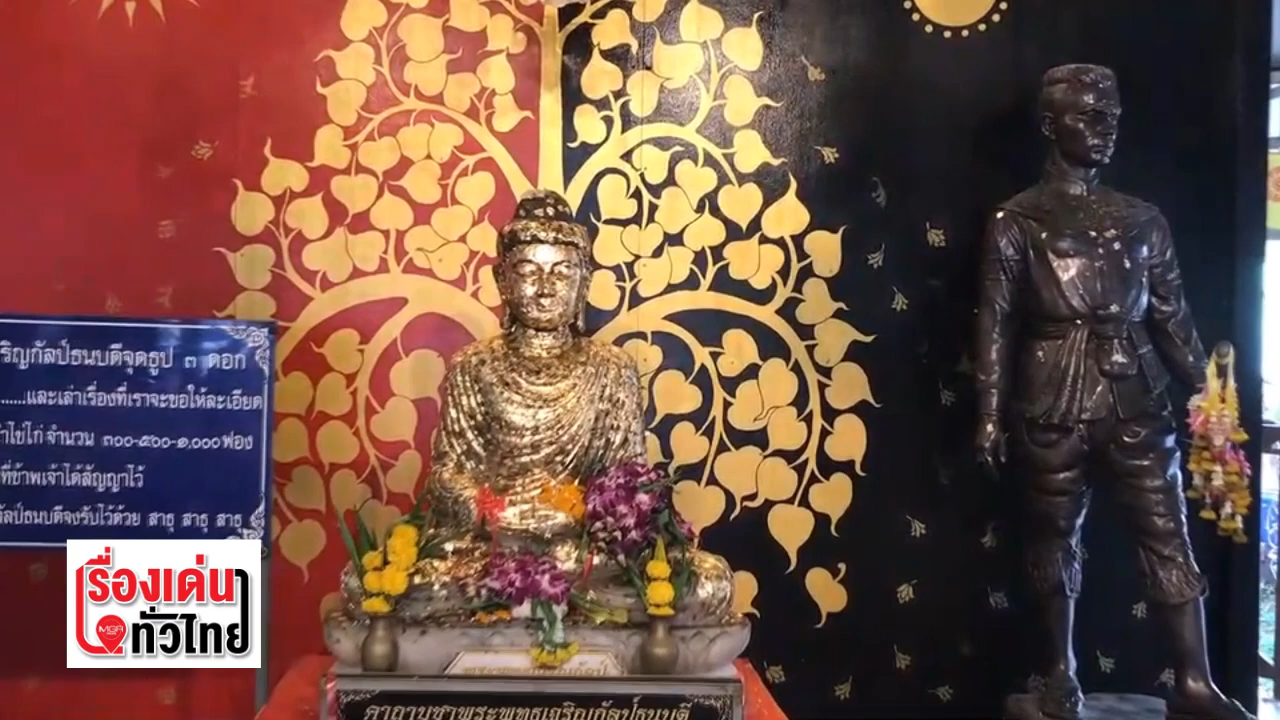 ริญกัลป์ธนบดีจุดธูป ๓ ดอก
......และเล่าเรื่องที่เราจะขอให้ละเอียด
ไข่ไก่ จำนวน ๓๐๐-๕๐๐-๑,๐๐๐ ฟอง
ที่ข้าพเจ้าได้สัญญาไว้
ัลป์ธนบดีจงรับไว้ด้วย สาธุ สาธุ สาธุ
เรื่องเด่น
MGR
ทั่วไทย
คาถาบูชาพระพุทธเจริญกัลป์ธนบดี